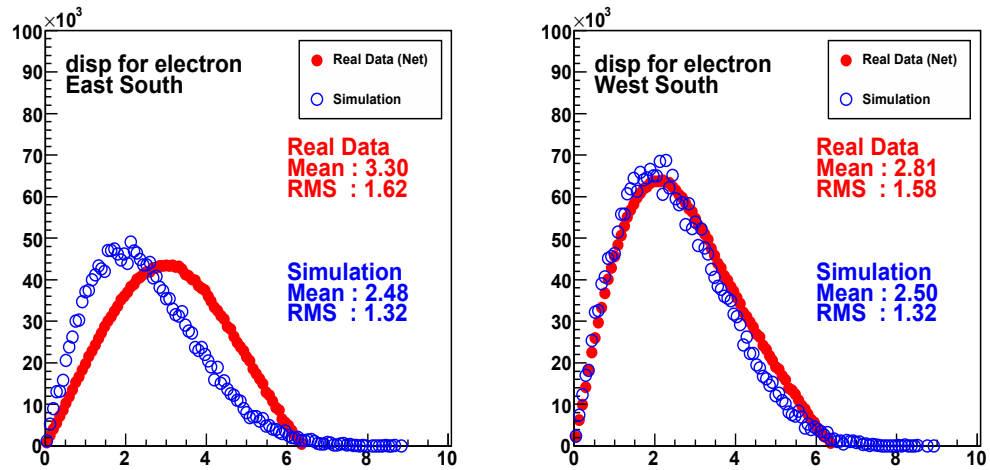 ×10³
100
90
80
70
60
50
40
30
20
10
0
0 2 4 6 8 10
disp for electron
East South
Real Data (Net)
Simulation
Real Data
Mean : 3.30
RMS : 1.62
Simulation
Mean : 2.48
RMS : 1.32
×10³
100
90
80
70
60
50
40
30
20
10
0
0 2 4 6 8 10
disp for electron
West South
Real Data (Net)
Simulation
Real Data
Mean : 2.81
RMS : 1.58
Simulation
Mean : 2.50
RMS : 1.32